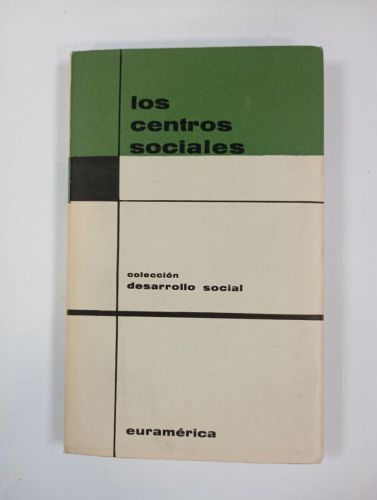 los
centros
sociales
colección
desarrollo social
euramérica